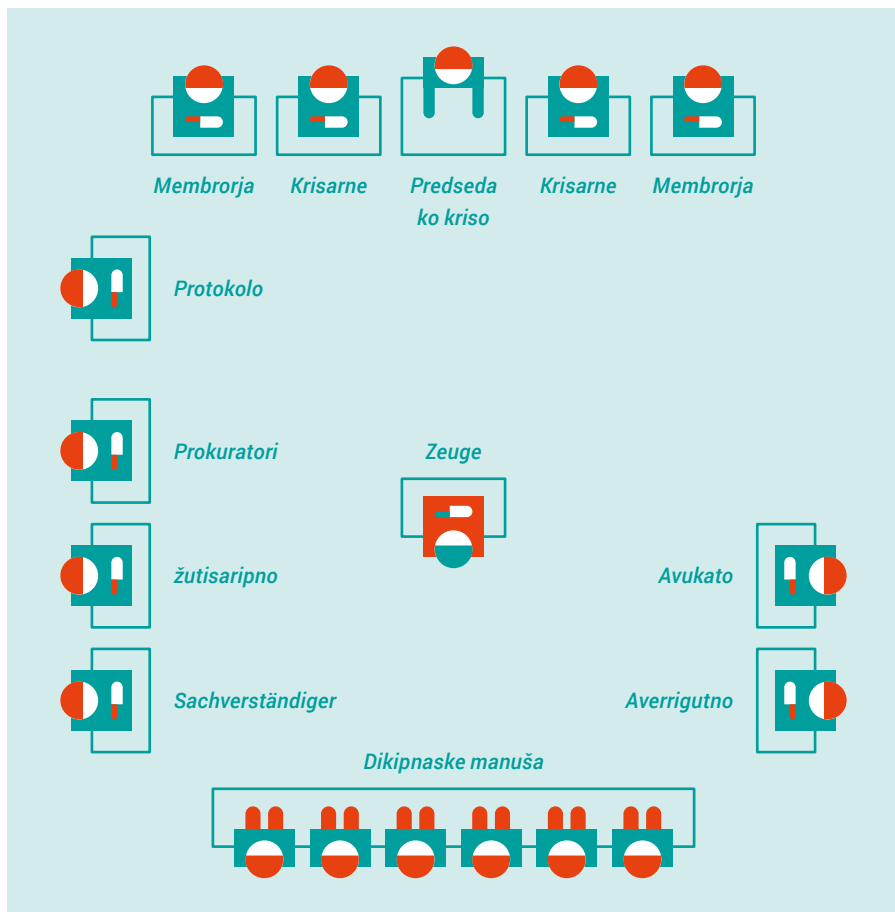 Membrorja
Krisarne
Predseda
ko kriso
Krisarne
Membrorja
Protokolo
Prokuratori
Zeuge
žutisaripno
Avukato
Sachverständiger
Averrigutno
Dikipnaske manuša